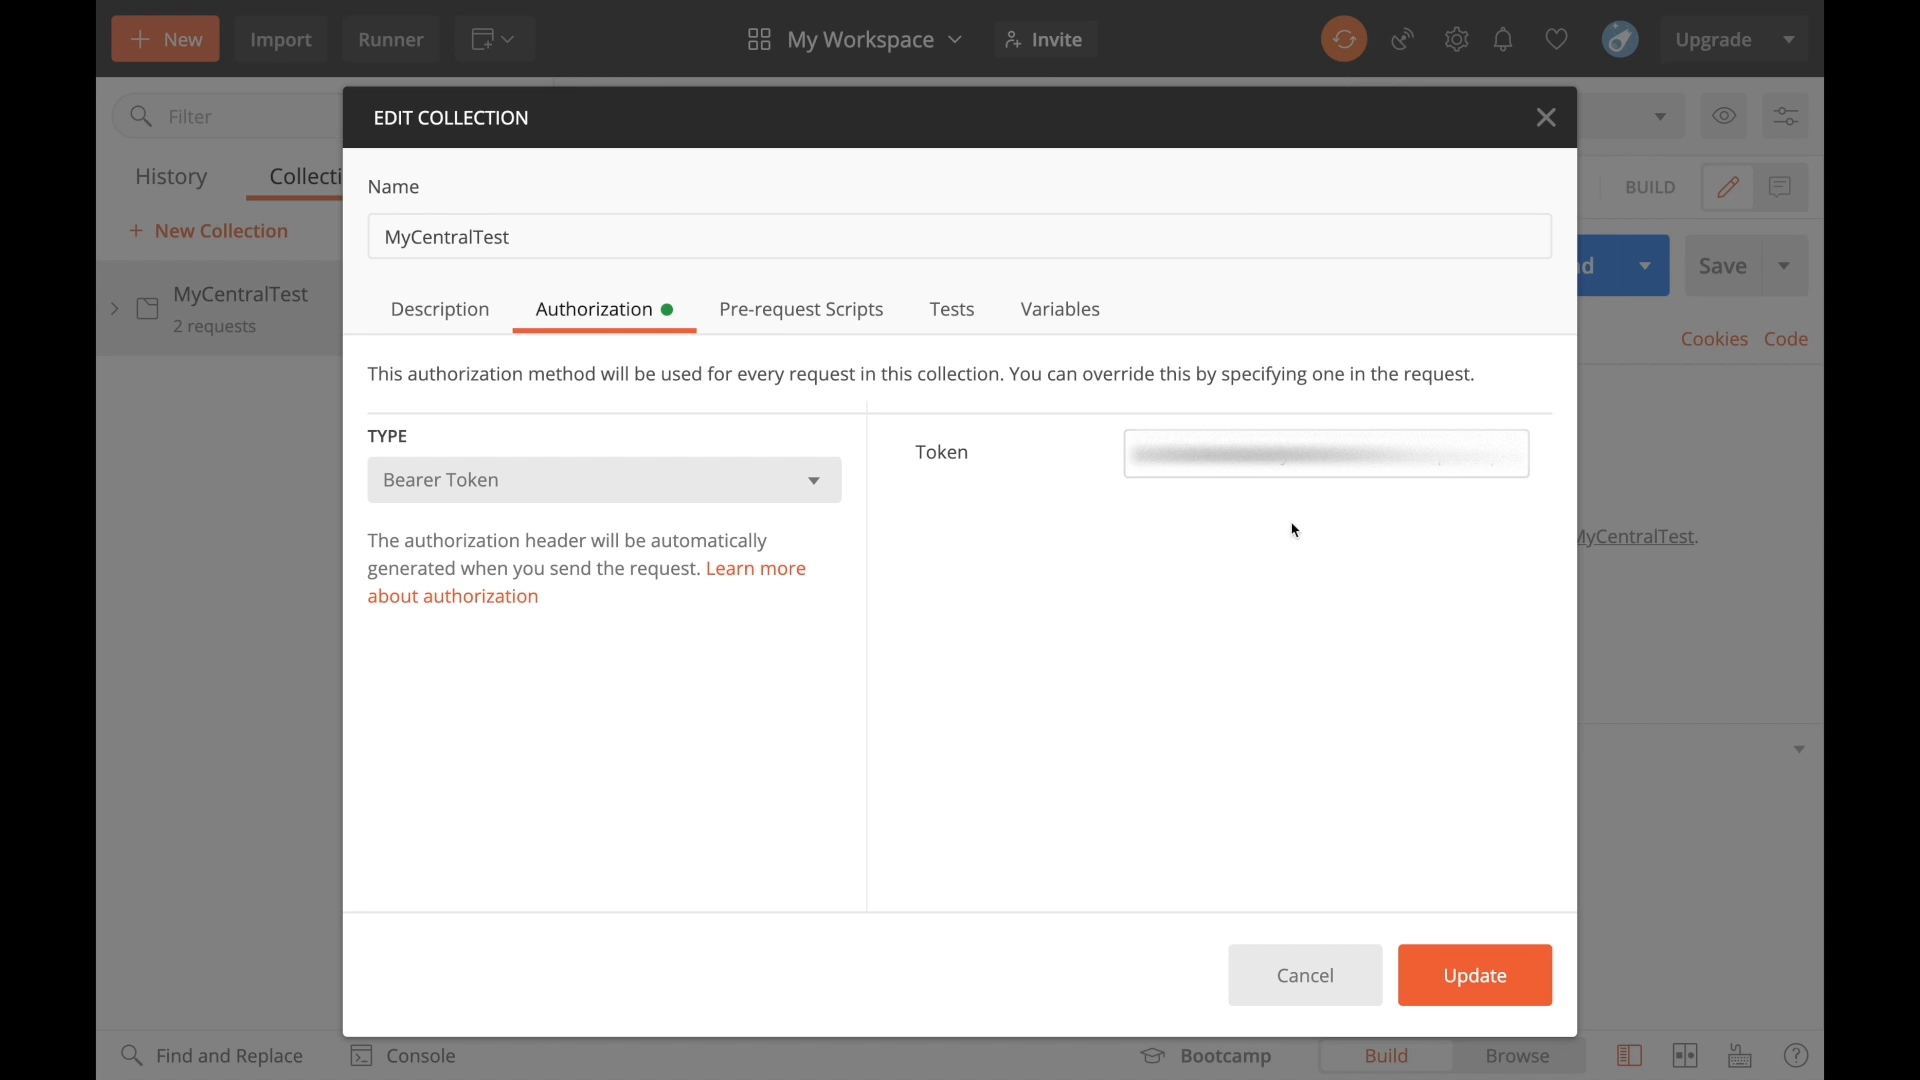 New
Import
Runner
My Workspace
Invite
Upgrade
Filter
EDIT COLLECTION
History
Collecti
Name
BUILD
New Collection
MyCentralTest
MyCentralTest
2 requests
Save
Description
Authorization
Pre-request Scripts
Tests
Variables
Cookies
Code
This authorization method will be used for every request in this collection. You can override this by specifying one in the request.
TYPE
Token
Bearer Token
The authorization header will be automatically
generated when you send the request. Learn more
about authorization
MyCentralTest.
Cancel
Update
Find and Replace
Console
Bootcamp
Build
Browse